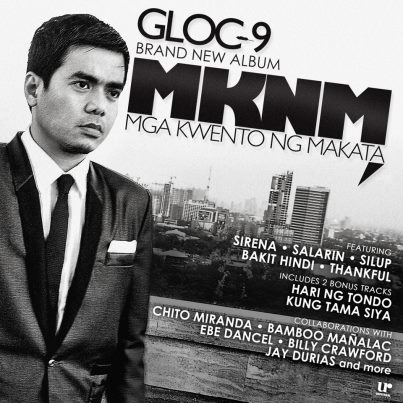 GLOC-9
BRAND NEW ALBUM
MKNM
MGA KWENTO NG MAKATA
FEATURING
SIRENA • SALARIN • SILUP
BAKIT HINDI • THANKFUL
INCLUDES 2 BONUS TRACKS
HARI NG TONDO
KUNG TAMA SIYA
COLLABORATIONS WITH
CHITO MIRANDA • BAMBOO MAÑALAC
EBE DANCEL • BILLY CRAWFORD
JAY DURIAS and more